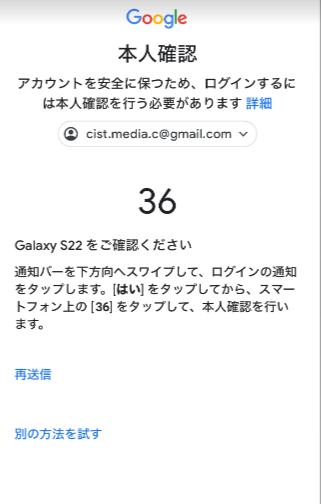 Google
本人確認
アカウントを安全に保つため、ログインするに
は本人確認を行う必要があります 詳細
cist.media.c@gmail.com
36
Galaxy S22 をご確認ください
通知バーを下方向へスワイプして、ログインの通知
をタップします。[はい] をタップしてから、スマ
ートフォン上の [36] をタップして、本人確認を行い
ます。
再送信
別の方法を試す